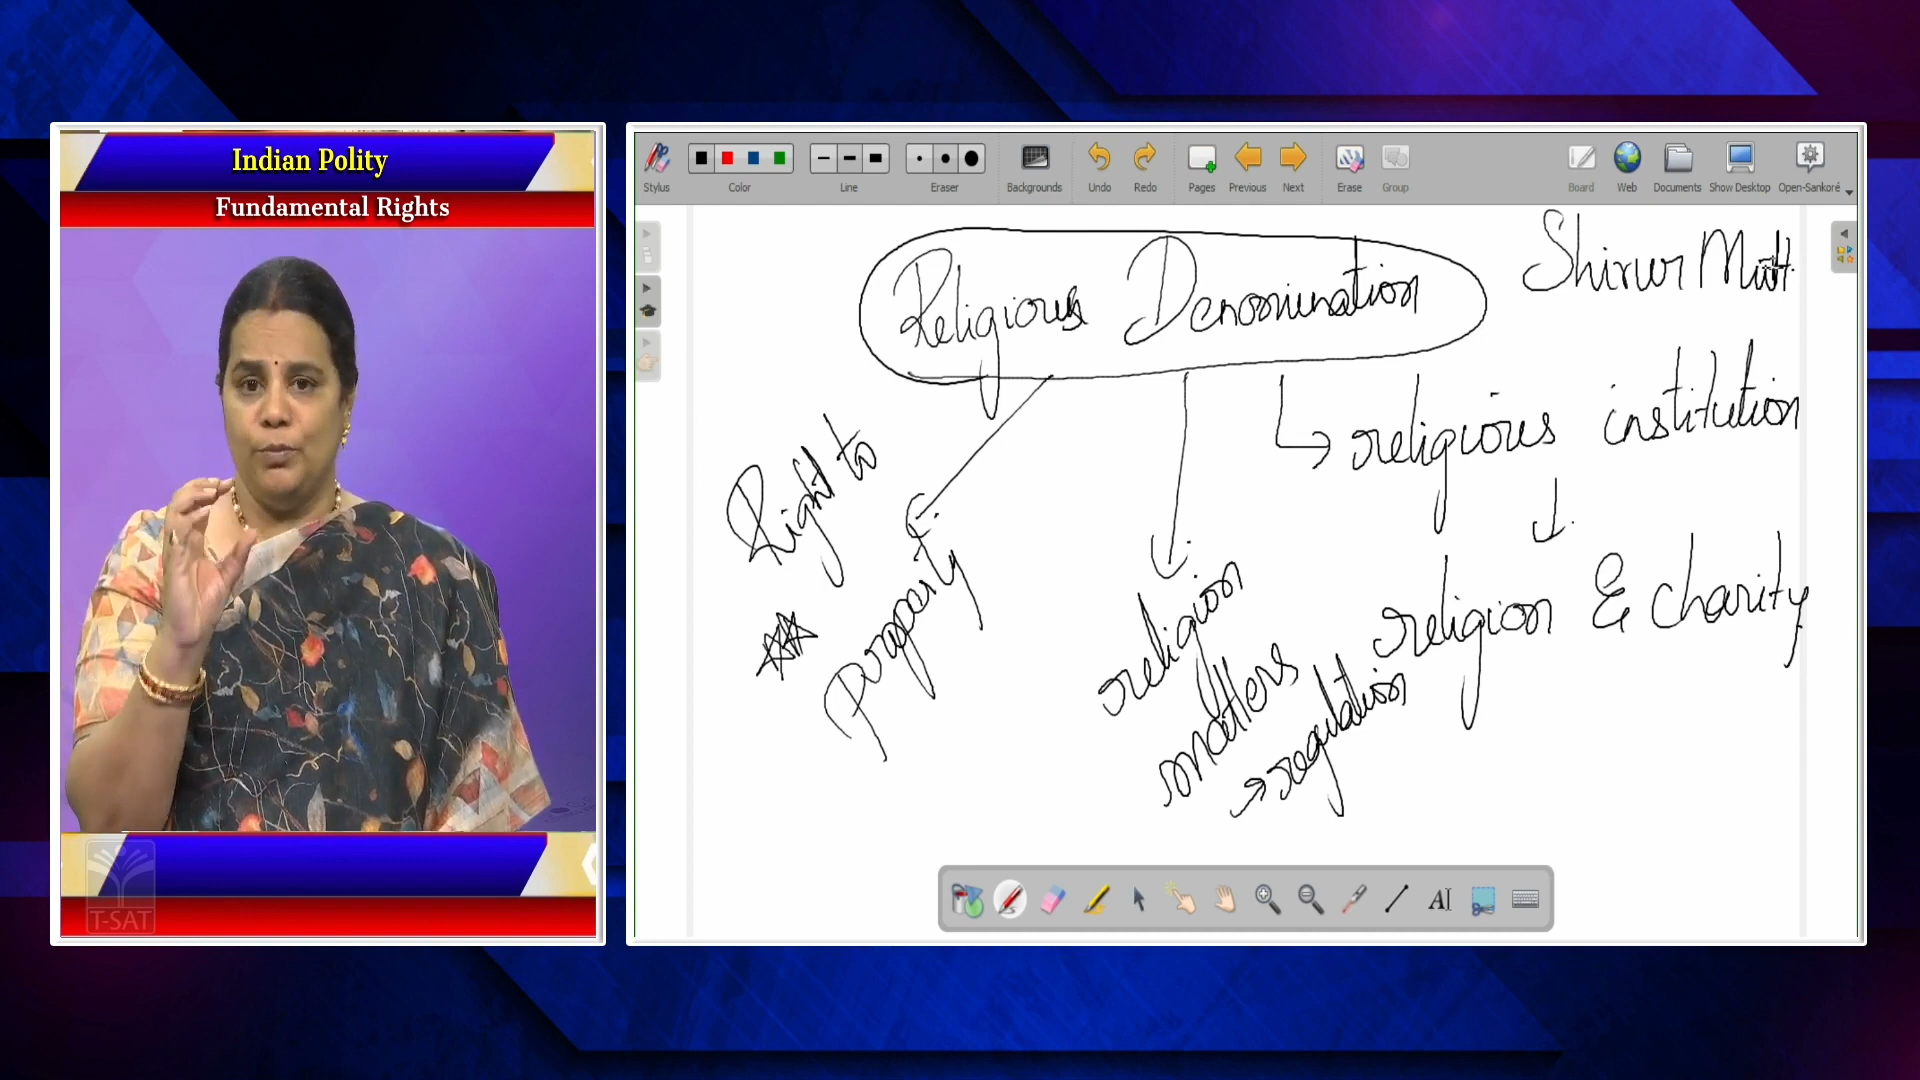 Indian Polity
Fundamental Rights
T-SAT
Stylus
Color
Line
Eraser
Backgrounds
Undo
Redo
Pages
Previous
Next
Erase
Group
Board
Web
Documents
Show Desktop
Open-Sankoré
Shirur Mutt.
Religious Denomination
religious institution
religion & charity
Right to
Property
religion
matters
→ regulation
AI